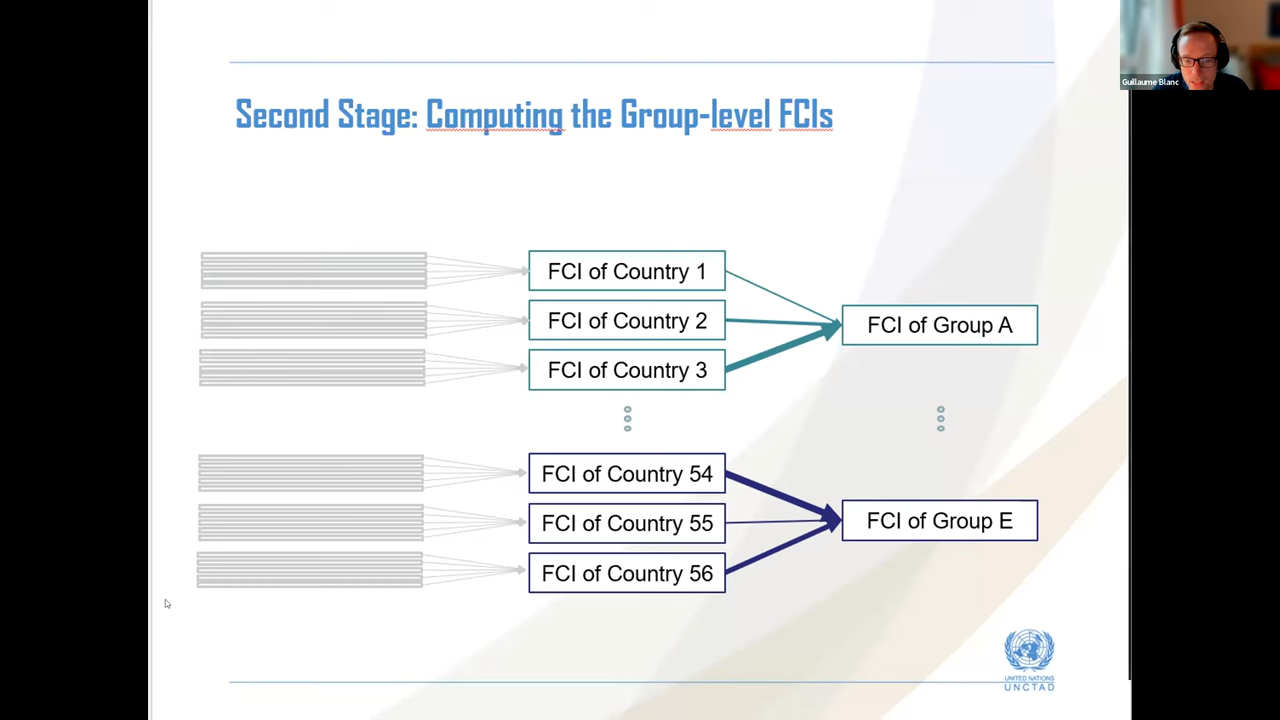 Guillaume Blanc
Second Stage: Computing the Group-level FCIs
FCI of Country 1
FCI of Country 2
FCI of Country 3
FCI of Group A
FCI of Country 54
FCI of Country 55
FCI of Country 56
FCI of Group E
UNITED NATIONS
UNCTAD